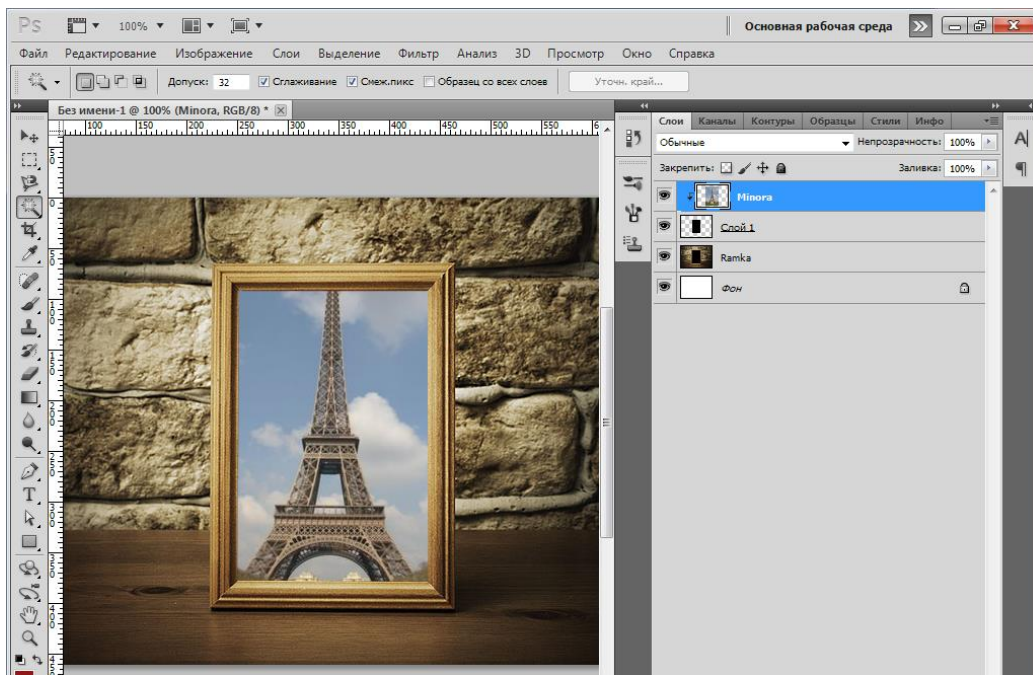 Ps 100% Основная рабочая среда
Файл Редактирование Изображение Слои Выделение Фильтр Анализ 3D Просмотр Окно Справка
Допуск: 32 Сглаживание Смеж.пикс Образец со всех слоев Уточн. край...
Без имени-1 @ 100% (Minora, RGB/8) *
100 150 200 250 300 350 400 450 500 550 6
Слои Каналы Контуры Образцы Стили Инфо
Обычные Непрозрачность: 100%
Закрепить: Заливка: 100%
Minora
Слой 1
Ramka
Фон